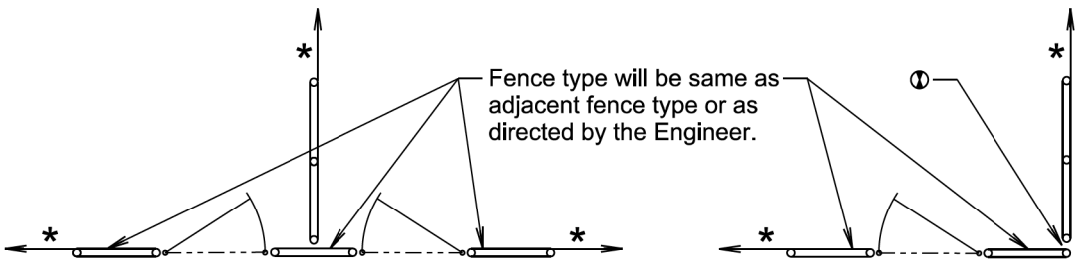 *
*
Fence type will be same as
adjacent fence type or as
directed by the Engineer.
*
*
*
*